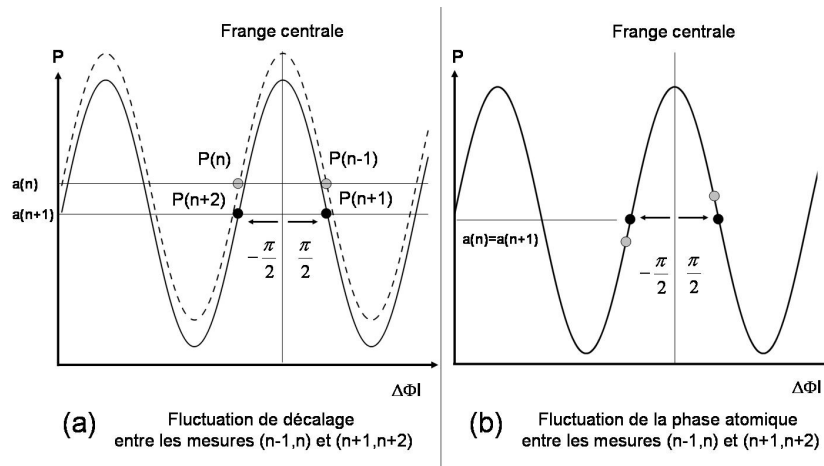 Frange centrale
P
P(n)
P(n-1)
a(n)
P(n+2)
P(n+1)
a(n+1)
-π/2
π/2
ΔΦl
(a)
Fluctuation de décalage
entre les mesures (n-1,n) et (n+1,n+2)
Frange centrale
P
a(n)=a(n+1)
-π/2
π/2
ΔΦl
(b)
Fluctuation de la phase atomique
entre les mesures (n-1,n) et (n+1,n+2)